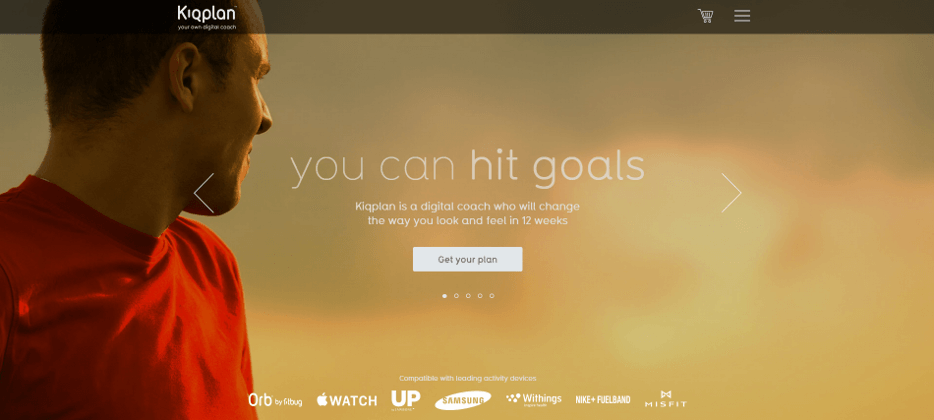 Kiqplan
your own digital coach
you can hit goals
Kiqplan is a digital coach who will change
the way you look and feel in 12 weeks
Get your plan
Compatible with leading activity devices
Orb by fitbug
WATCH
UP
SAMSUNG
Withings
NIKE+ FUELBAND
MISFIT